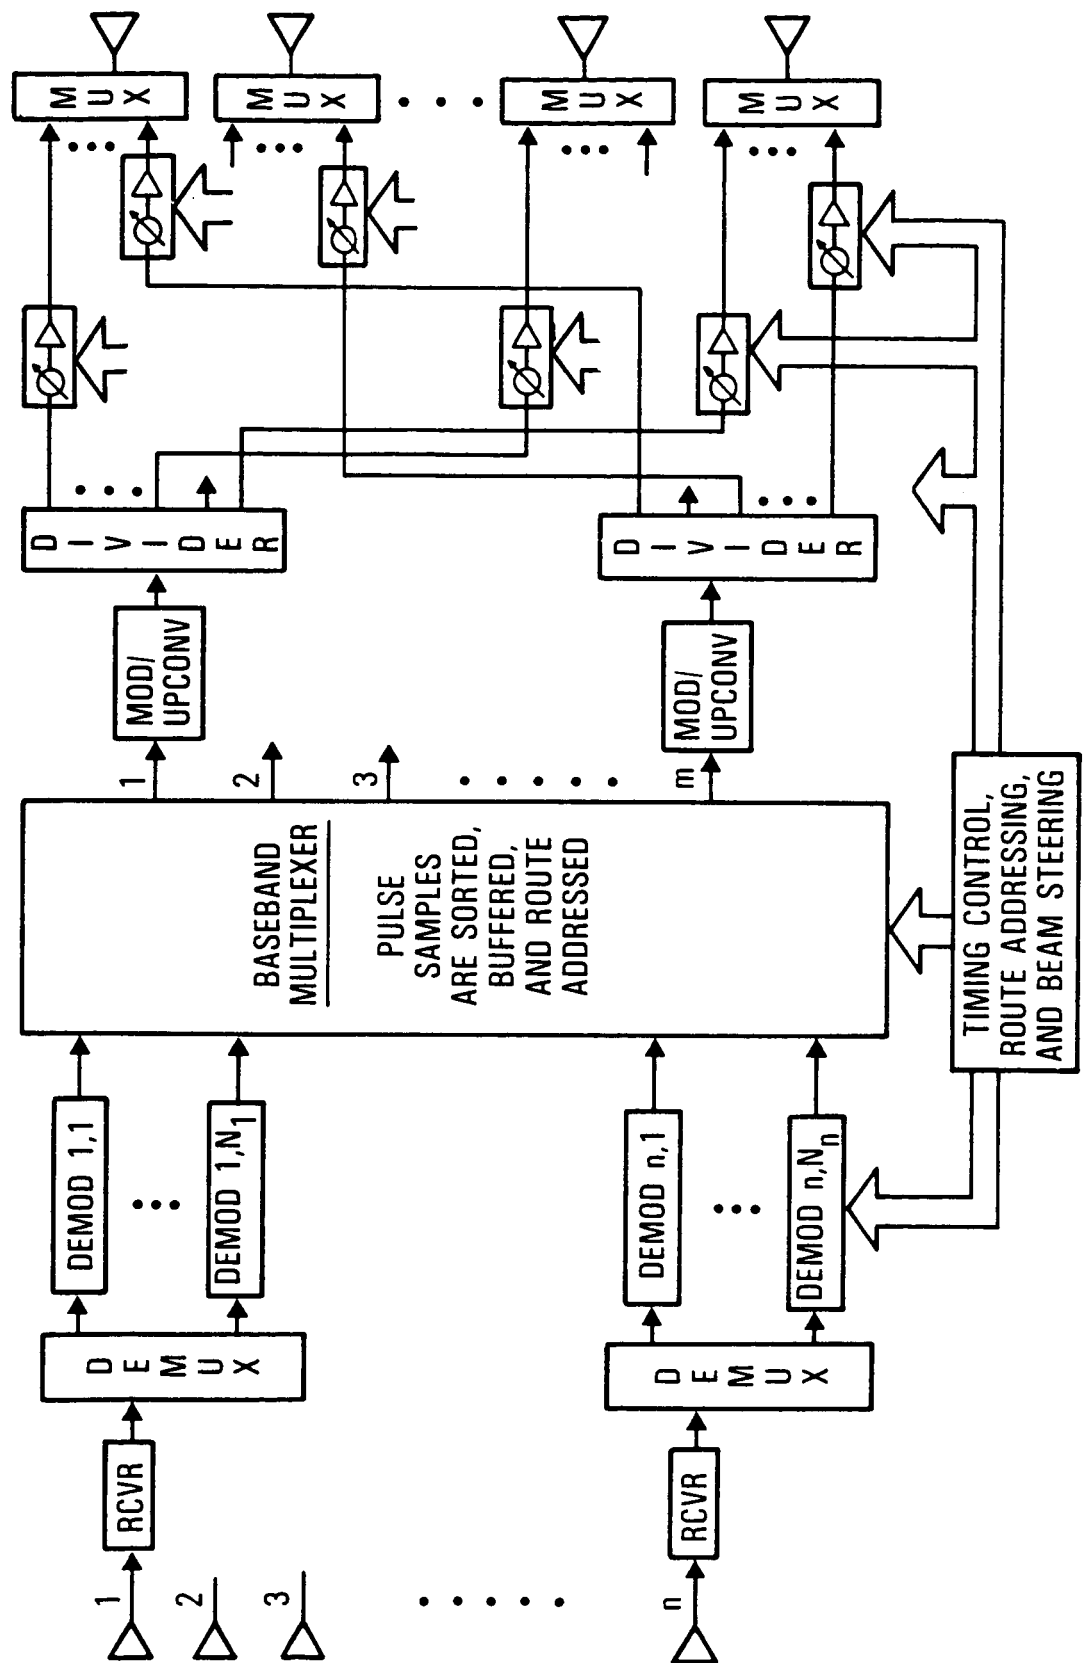 1
2
3
n
RCVR
RCVR
DEMUX
DEMUX
DEMOD 1,1
DEMOD 1,N1
DEMOD n,1
DEMOD n,Nn
BASEBAND
MULTIPLEXER
PULSE
SAMPLES
ARE SORTED,
BUFFERED,
AND ROUTE
ADDRESSED
TIMING CONTROL,
ROUTE ADDRESSING,
AND BEAM STEERING
1
2
3
m
MOD/
UPCONV
MOD/
UPCONV
DIVIDER
DIVIDER
MUX
MUX
MUX
MUX